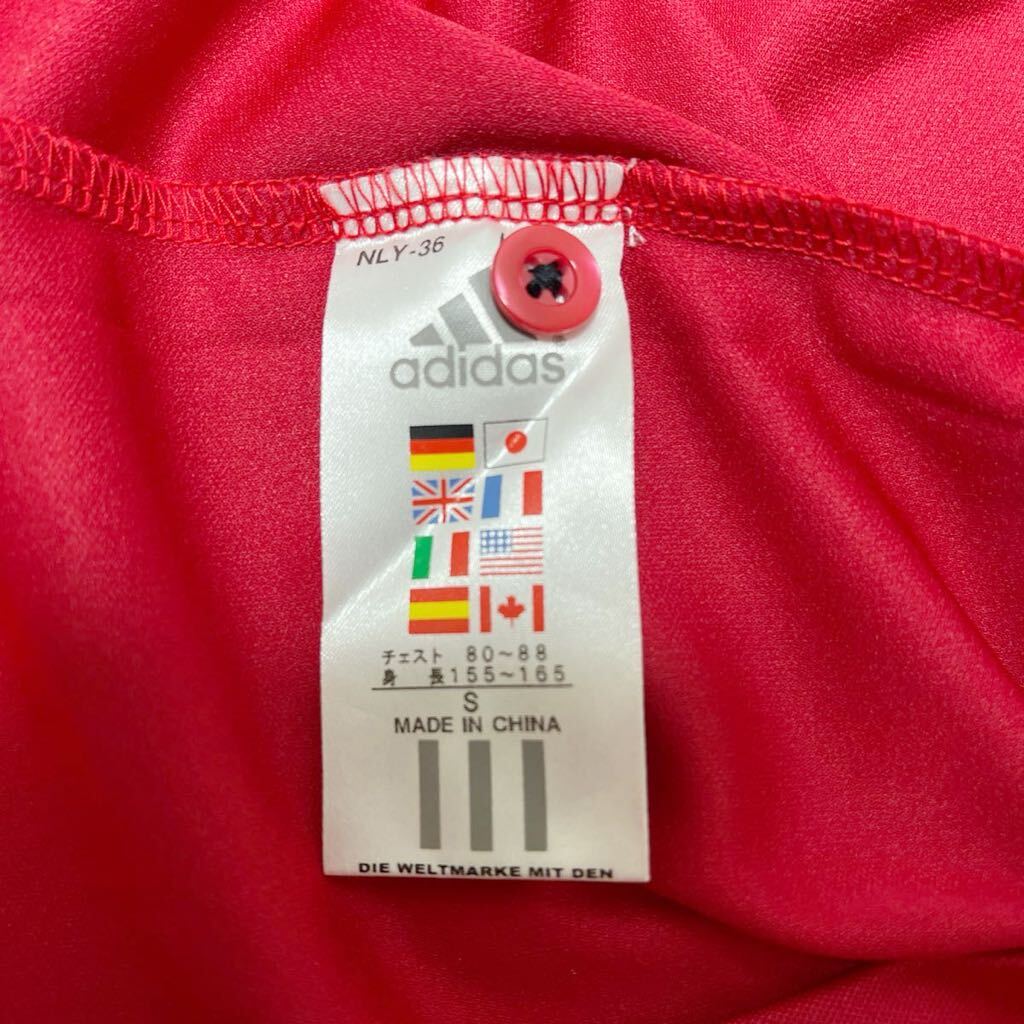 NLY-36
adidas
チェスト 80～88
身 長155～165
S
MADE IN CHINA
DIE WELTMARKE MIT DEN